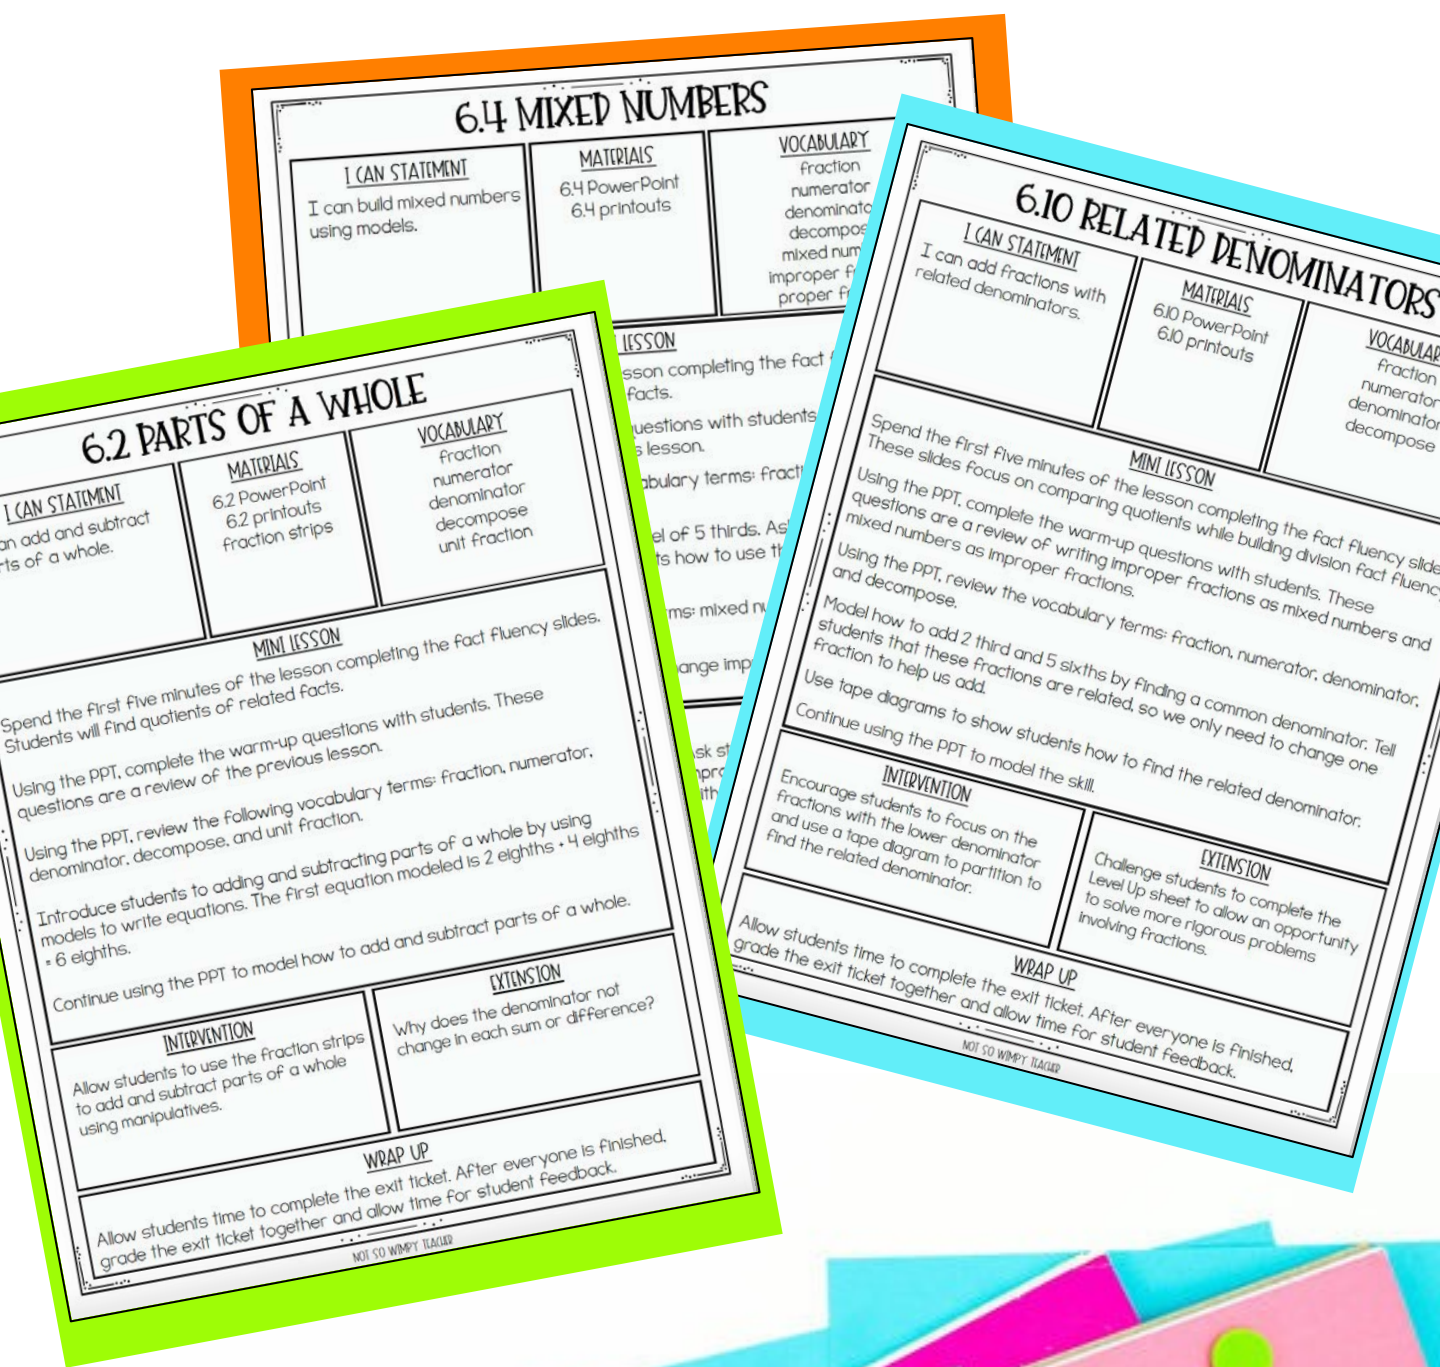 6.4 MIXED NUMBERS
I CAN STATEMENT
I can build mixed numbers
using models.
MATERIALS
6.4 PowerPoint
6.4 printouts
VOCABULARY
fraction
numerator
mixed
improper
proper
LESSON
completing the fact
facts.
questions with students
lesson.
terms:
of 5 thirds.
how to use
mixed
6.2 PARTS OF A WHOLE
I CAN STATEMENT
add and subtract
of a whole.
MATERIALS
6.2 PowerPoint
6.2 printouts
fraction strips
VOCABULARY
fraction
numerator
denominator
decompose
unit fraction
MINI LESSON
Spend the first five minutes of the lesson completing the fact fluency slides.
Students will find quotients of related facts.
Using the PPT, complete the warm-up questions with students. These
questions are a review of the previous lesson.
Using the PPT, review the following vocabulary terms: fraction, numerator,
denominator, decompose, and unit fraction.
Introduce students to adding and subtracting parts of a whole by using
models to write equations. The first equation modeled is 2 eighths + 4 eighths
= 6 eighths.
Continue using the PPT to model how to add and subtract parts of a whole.
INTERVENTION
Allow students to use the fraction strips
to add and subtract parts of a whole
using manipulatives.
EXTENSION
Why does the denominator not
change in each sum or difference?
WRAP UP
Allow students time to complete the exit ticket. After everyone is finished,
grade the exit ticket together and allow time for student feedback.
NOT SO WIMPY TEACHER
6.10 RELATED DENOMINATORS
I CAN STATEMENT
I can add fractions with
related denominators.
MATERIALS
6.10 PowerPoint
6.10 printouts
VOCABULARY
fraction
numerator
denominator
decompose
MINI LESSON
Spend the first five minutes of the lesson completing the fact fluency slides.
These slides focus on comparing quotients while building division fact fluency.
Using the PPT, complete the warm-up questions with students. These
questions are a review of writing improper fractions as mixed numbers and
mixed numbers as improper fractions.
Using the PPT, review the vocabulary terms: fraction, numerator, denominator,
and decompose.
Model how to add 2 third and 5 sixths by finding a common denominator. Tell
students that these fractions are related, so we only need to change one
fraction to help us add.
Use tape diagrams to show students how to find the related denominator.
Continue using the PPT to model the skill.
INTERVENTION
Encourage students to focus on the
fractions with the lower denominator
and use a tape diagram to partition to
find the related denominator.
EXTENSION
Challenge students to complete the
Level Up sheet to allow an opportunity
to solve more rigorous problems
involving fractions.
WRAP UP
Allow students time to complete the exit ticket. After everyone is finished,
grade the exit ticket together and allow time for student feedback.
NOT SO WIMPY TEACHER